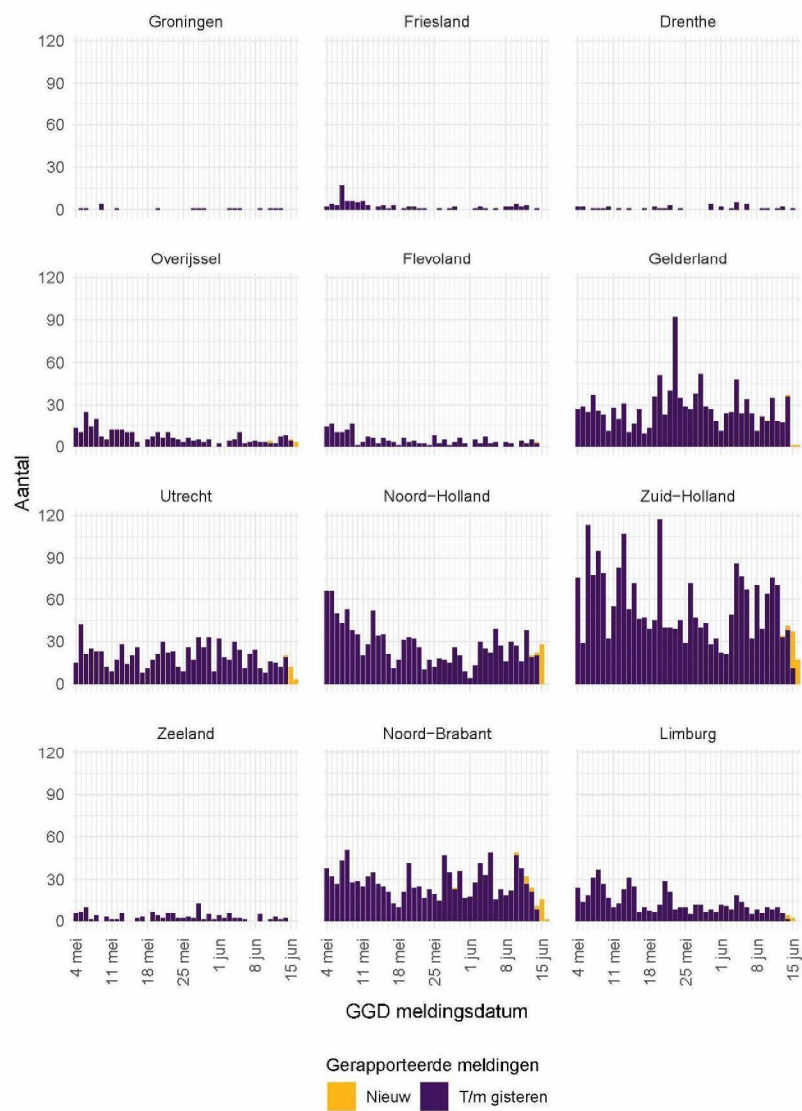 Groningen
Friesland
Drenthe
120
90
60
30
0
Overijssel
Flevoland
Gelderland
120
90
60
30
0
Aantal
Utrecht
Noord-Holland
Zuid-Holland
120
90
60
30
0
Zeeland
Noord-Brabant
Limburg
120
90
60
30
0
4 mei
11 mei
18 mei
25 mei
1 jun
8 jun
15 jun
4 mei
11 mei
18 mei
25 mei
1 jun
8 jun
15 jun
4 mei
11 mei
18 mei
25 mei
1 jun
8 jun
15 jun
GGD meldingsdatum
Gerapporteerde meldingen
Nieuw
T/m gisteren